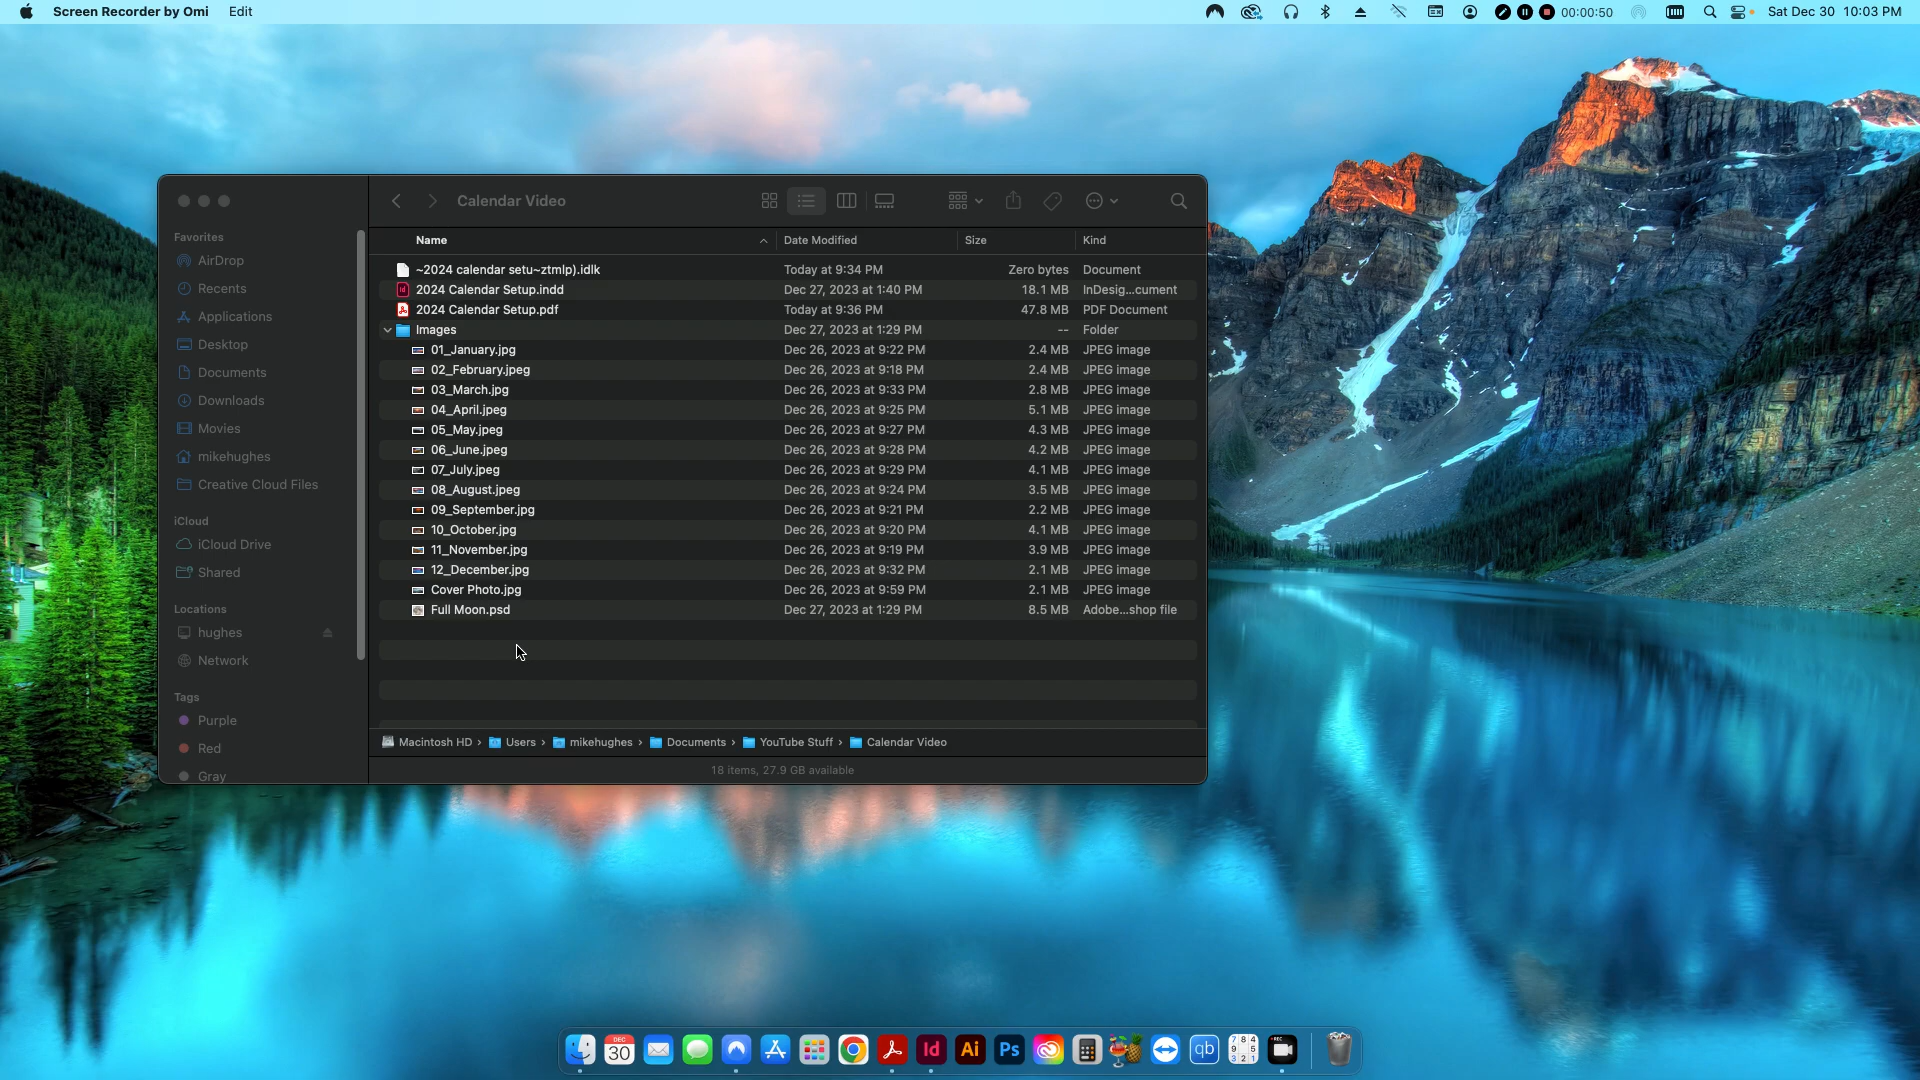 Screen Recorder by Omi Edit 00:00:50 Sat Dec 30 10:03 PM
Calendar Video
Favorites
AirDrop
Recents
Applications
Desktop
Documents
Downloads
Movies
mikehughes
Creative Cloud Files
iCloud
iCloud Drive
Shared
Locations
hughes
Network
Tags
Purple
Red
Gray
Name Date Modified Size Kind
~2024 calendar setu~ztmlp).idlk Today at 9:34 PM Zero bytes Document
2024 Calendar Setup.indd Dec 27, 2023 at 1:40 PM 18.1 MB InDesig...cument
2024 Calendar Setup.pdf Today at 9:36 PM 47.8 MB PDF Document
Images Dec 27, 2023 at 1:29 PM -- Folder
01_January.jpg Dec 26, 2023 at 9:22 PM 2.4 MB JPEG image
02_February.jpeg Dec 26, 2023 at 9:18 PM 2.4 MB JPEG image
03_March.jpg Dec 26, 2023 at 9:33 PM 2.8 MB JPEG image
04_April.jpeg Dec 26, 2023 at 9:25 PM 5.1 MB JPEG image
05_May.jpeg Dec 26, 2023 at 9:27 PM 4.3 MB JPEG image
06_June.jpeg Dec 26, 2023 at 9:28 PM 4.2 MB JPEG image
07_July.jpeg Dec 26, 2023 at 9:29 PM 4.1 MB JPEG image
08_August.jpeg Dec 26, 2023 at 9:24 PM 3.5 MB JPEG image
09_September.jpg Dec 26, 2023 at 9:21 PM 2.2 MB JPEG image
10_October.jpg Dec 26, 2023 at 9:20 PM 4.1 MB JPEG image
11_November.jpg Dec 26, 2023 at 9:19 PM 3.9 MB JPEG image
12_December.jpg Dec 26, 2023 at 9:32 PM 2.1 MB JPEG image
Cover Photo.jpg Dec 26, 2023 at 9:59 PM 2.1 MB JPEG image
Full Moon.psd Dec 27, 2023 at 1:29 PM 8.5 MB Adobe...shop file
Macintosh HD › Users › mikehughes › Documents › YouTube Stuff › Calendar Video
18 items, 27.9 GB available
DEC
30
Id
Ai
Ps
qb
7 8 4
9 9 5
3 2 1
REC